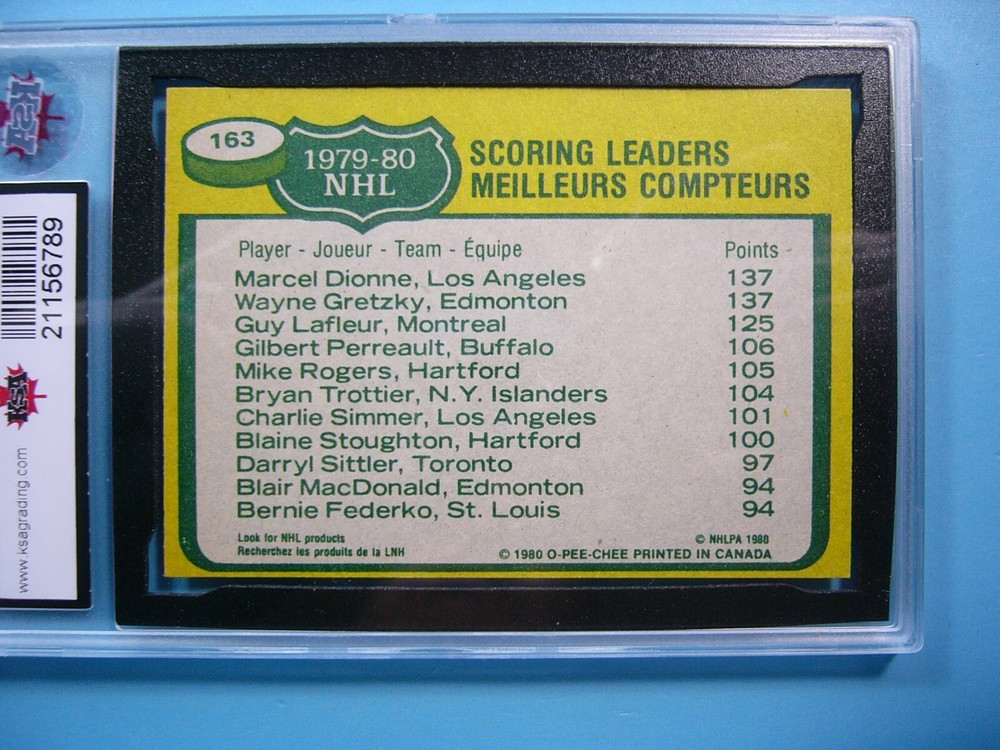 163
1979-80
NHL
SCORING LEADERS
MEILLEURS COMPTEURS
Player - Joueur - Team - Équipe Points
Marcel Dionne, Los Angeles 137
Wayne Gretzky, Edmonton 137
Guy Lafleur, Montreal 125
Gilbert Perreault, Buffalo 106
Mike Rogers, Hartford 105
Bryan Trottier, N.Y. Islanders 104
Charlie Simmer, Los Angeles 101
Blaine Stoughton, Hartford 100
Darryl Sittler, Toronto 97
Blair MacDonald, Edmonton 94
Bernie Federko, St. Louis 94
Look for NHL products
Recherchez les produits de la LNH
© NHLPA 1980
© 1980 O-PEE-CHEE PRINTED IN CANADA
KSA
21156789
KSA
www.ksagrading.com